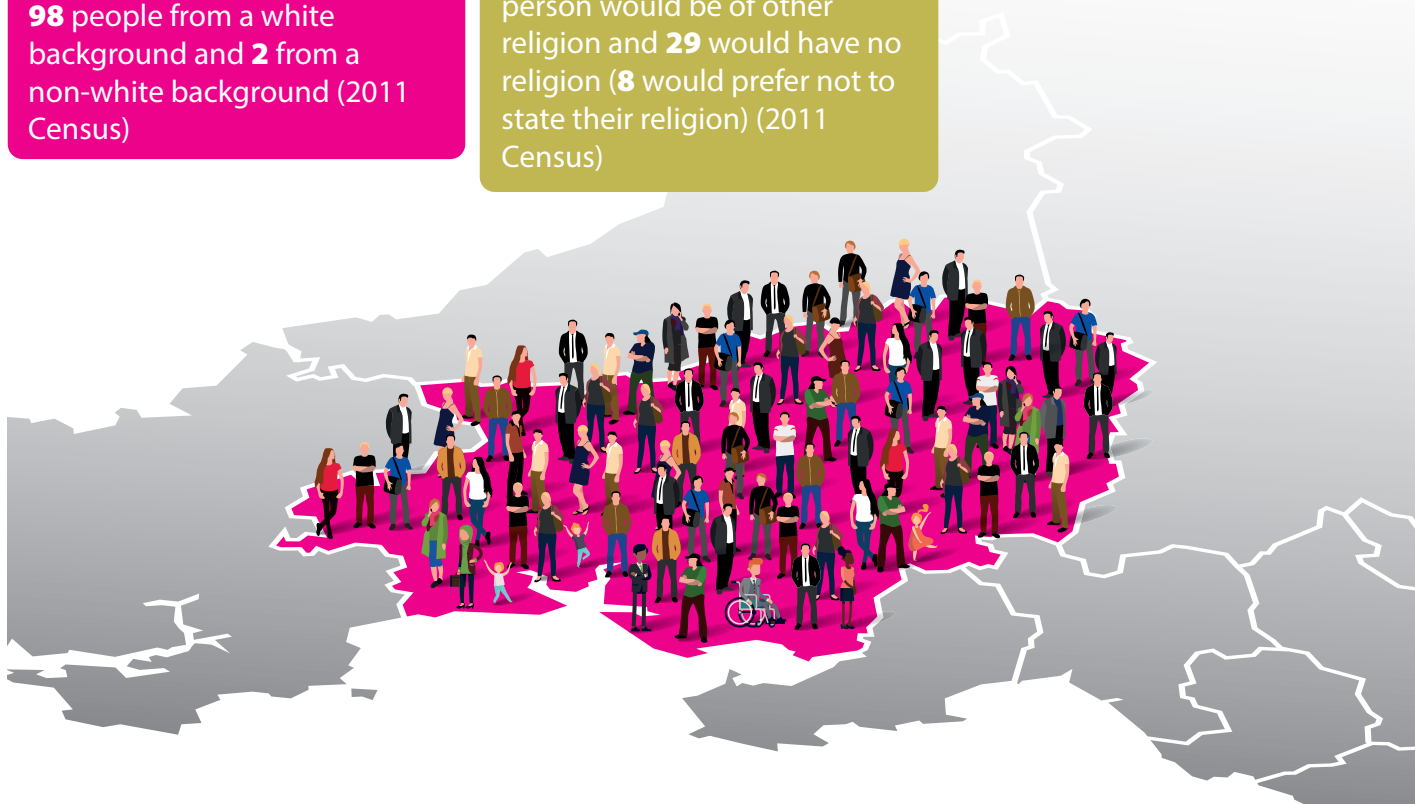 98 people from a white
background and 2 from a
non-white background (2011
Census)
person would be of other
religion and 29 would have no
religion (8 would prefer not to
state their religion) (2011
Census)